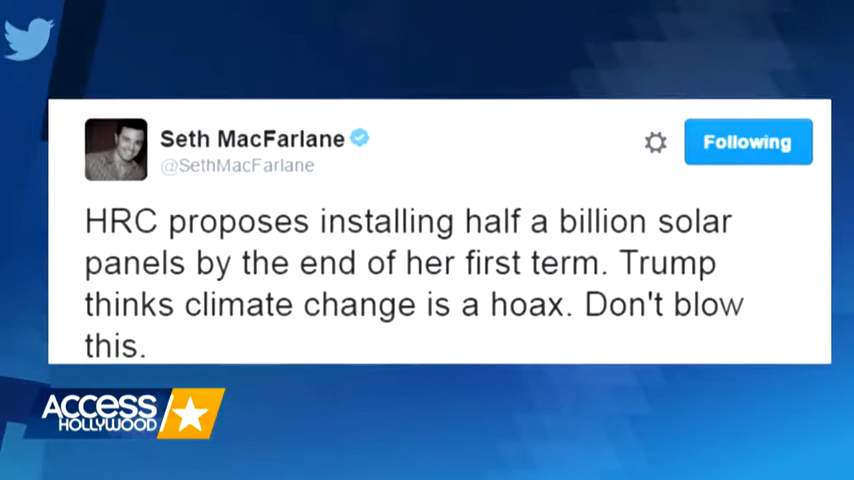 Seth MacFarlane
@SethMacFarlane
Following
HRC proposes installing half a billion solar
panels by the end of her first term. Trump
thinks climate change is a hoax. Don't blow
this.
ACCESS
HOLLYWOOD